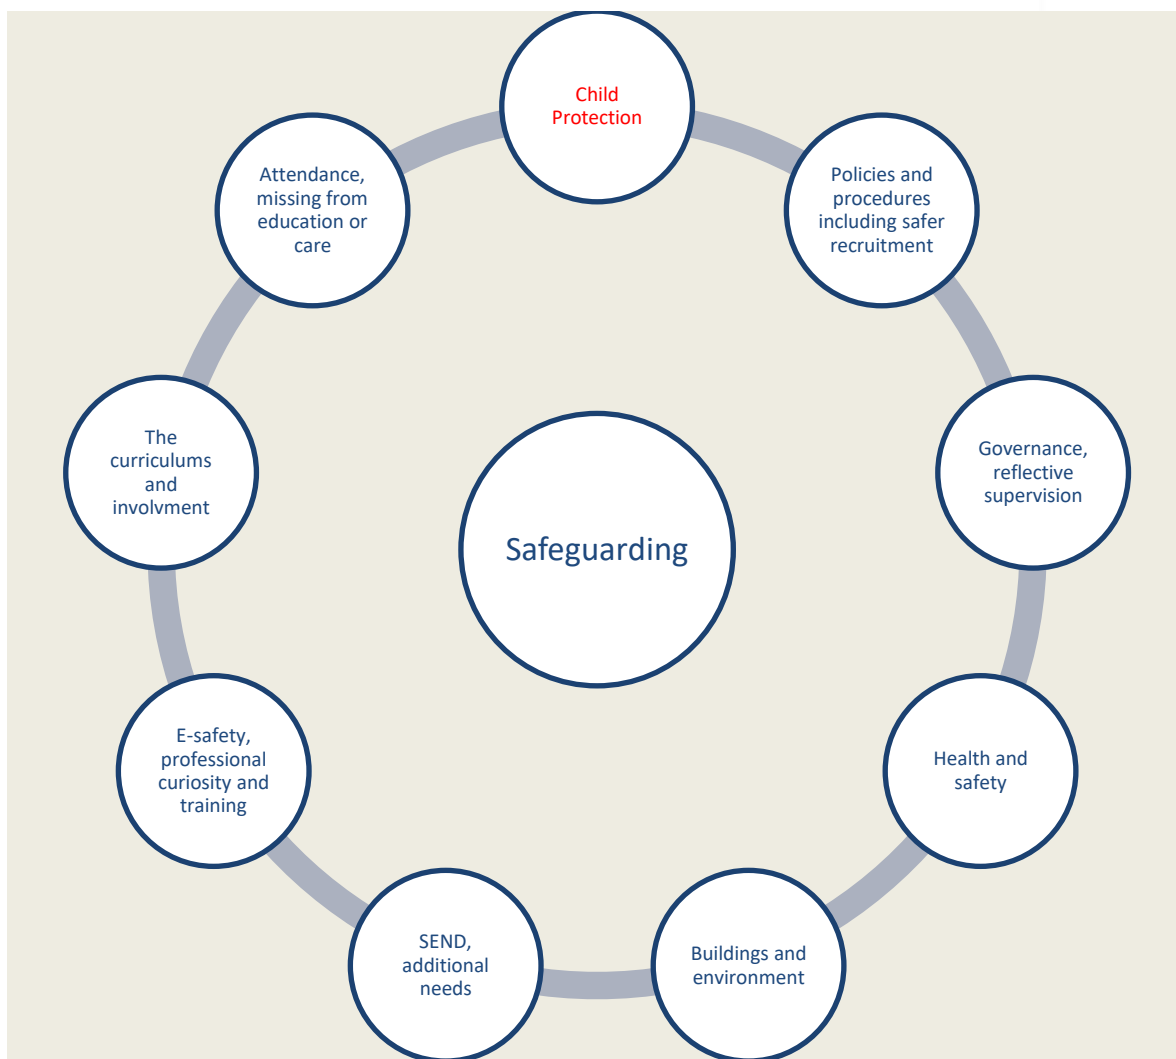 Child
Protection
Policies and
procedures
including safer
recruitment
Governance,
reflective
supervision
Health and
safety
Buildings and
environment
SEND,
additional
needs
E-safety,
professional
curiosity and
training
The
curriculums
and
involvment
Attendance,
missing from
education or
care
Safeguarding